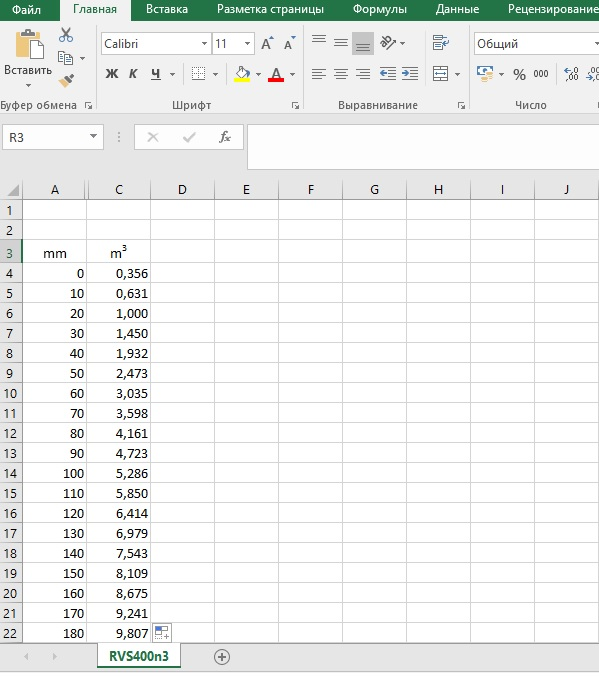 Файл Главная Вставка Разметка страницы Формулы Данные Рецензирование
Вставить
Calibri 11 А А
Ж К Ч
А
Общий
% 000 ,00
Буфер обмена Шрифт Выравнивание Число
R3 fx
A C D E F G H I J
1
2
3 mm m³
4 0 0,356
5 10 0,631
6 20 1,000
7 30 1,450
8 40 1,932
9 50 2,473
10 60 3,035
11 70 3,598
12 80 4,161
13 90 4,723
14 100 5,286
15 110 5,850
16 120 6,414
17 130 6,979
18 140 7,543
19 150 8,109
20 160 8,675
21 170 9,241
22 180 9,807
RVS400n3